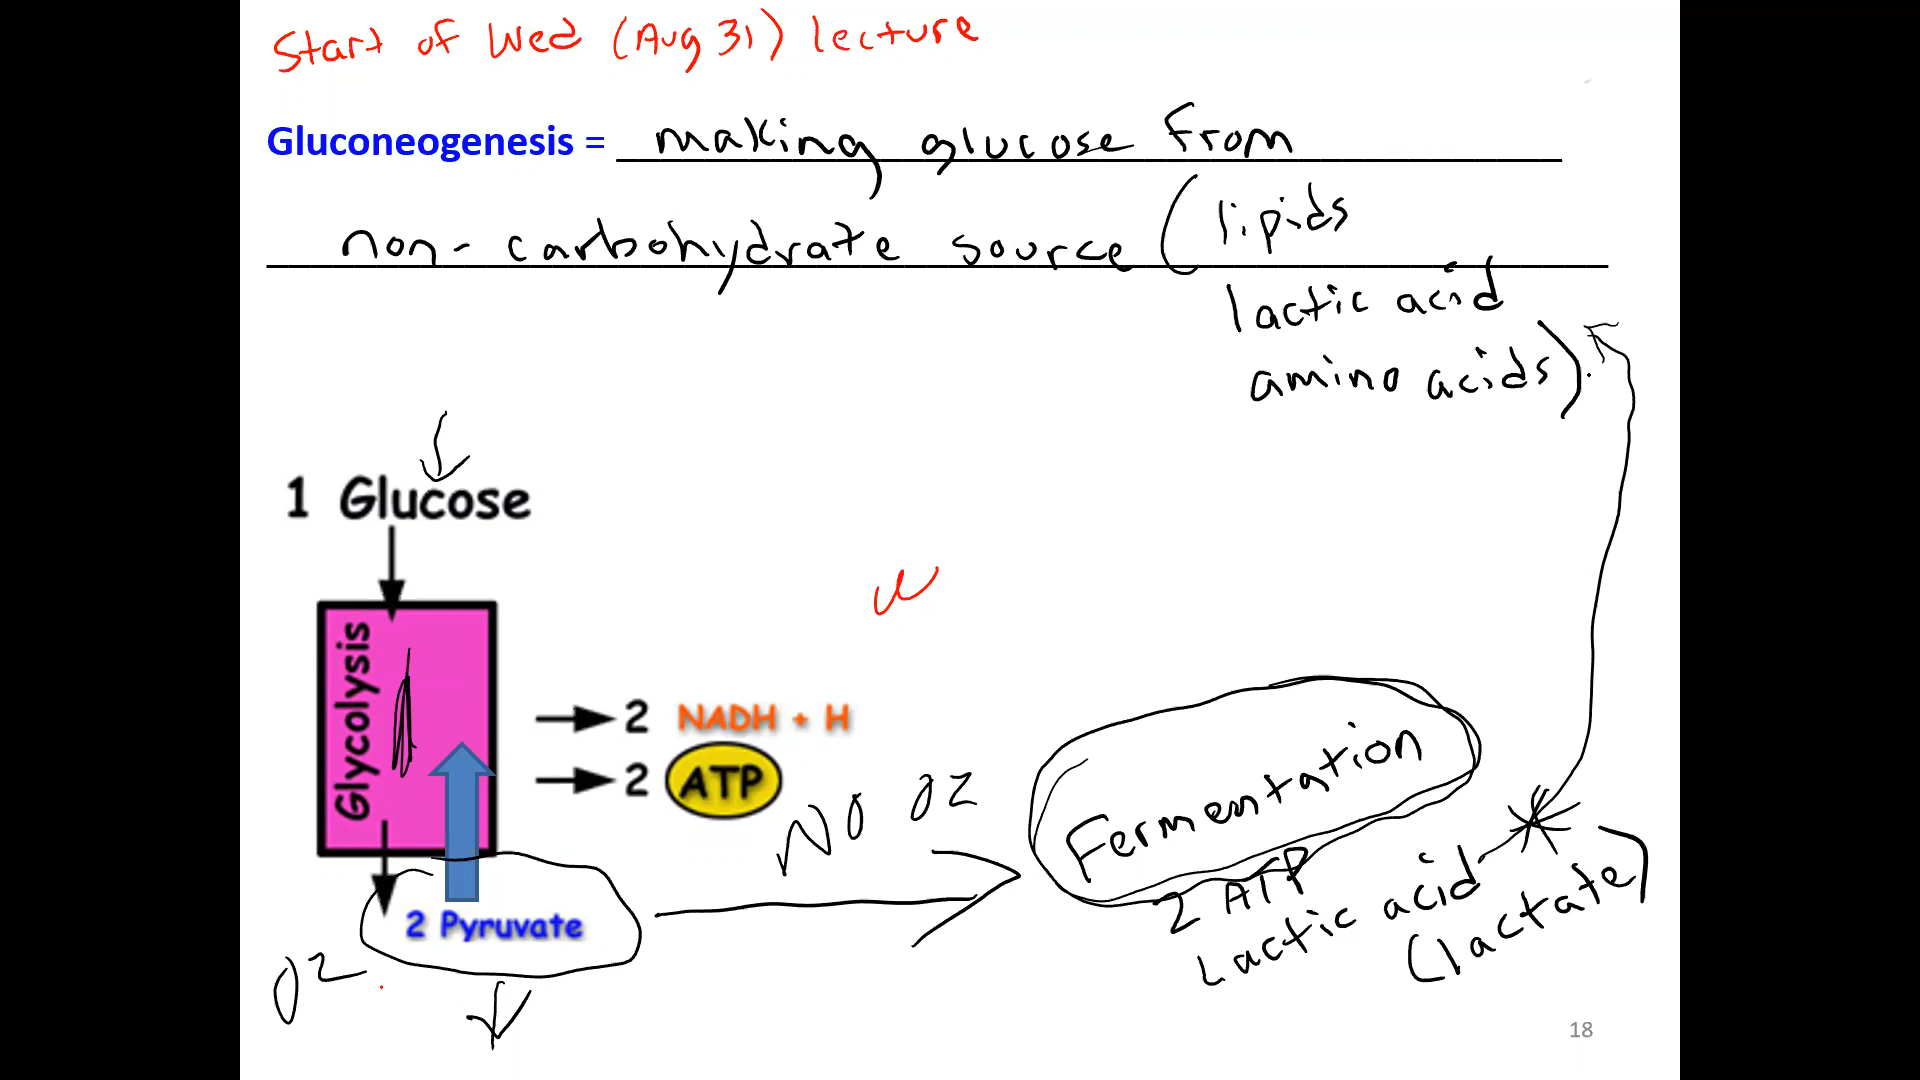 Start of Wed (Aug 31) lecture
Gluconeogenesis = making glucose from
non-carbohydrate source (lipids
lactic acid
amino acids).
1 Glucose
Glycolysis
2 NADH + H
2 ATP
NO O2
Fermentation
2 ATP
Lactic acid
(lactate)
2 Pyruvate
O2
18